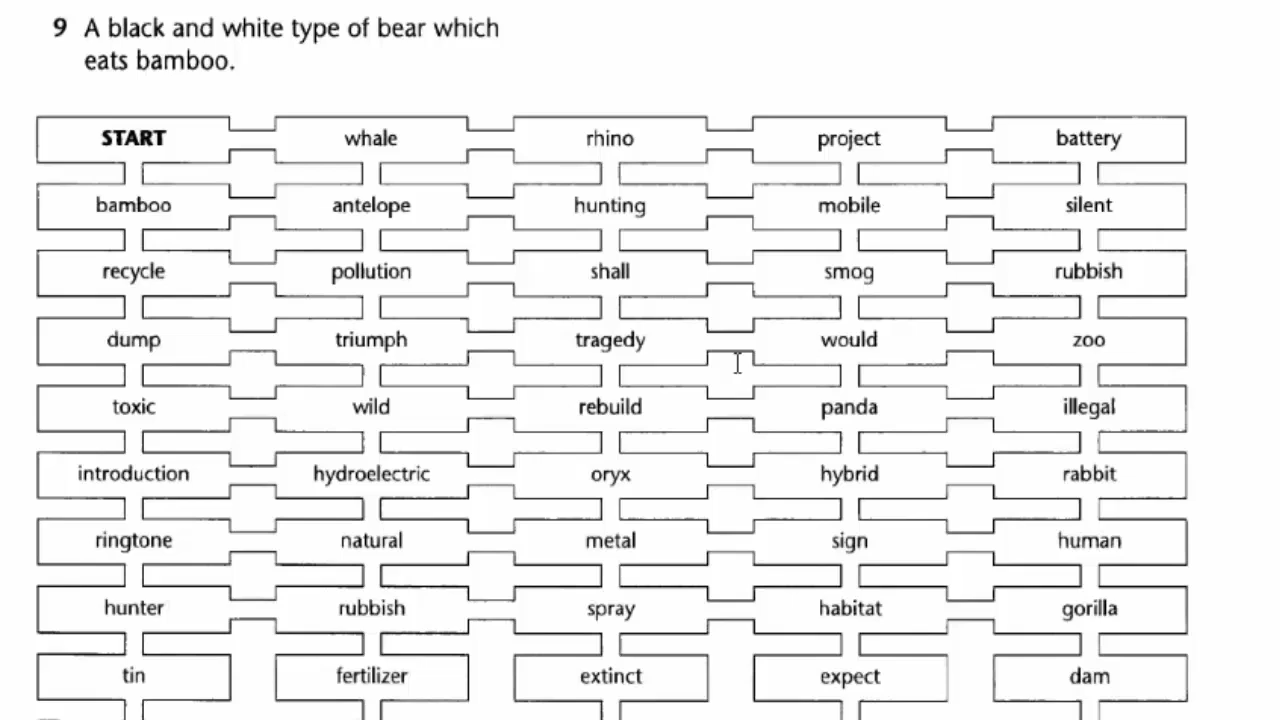 9 A black and white type of bear which
eats bamboo.
START whale rhino project battery
bamboo antelope hunting mobile silent
recycle pollution shall smog rubbish
dump triumph tragedy would zoo
toxic wild rebuild panda illegal
introduction hydroelectric oryx hybrid rabbit
ringtone natural metal sign human
hunter rubbish spray habitat gorilla
tin fertilizer extinct expect dam